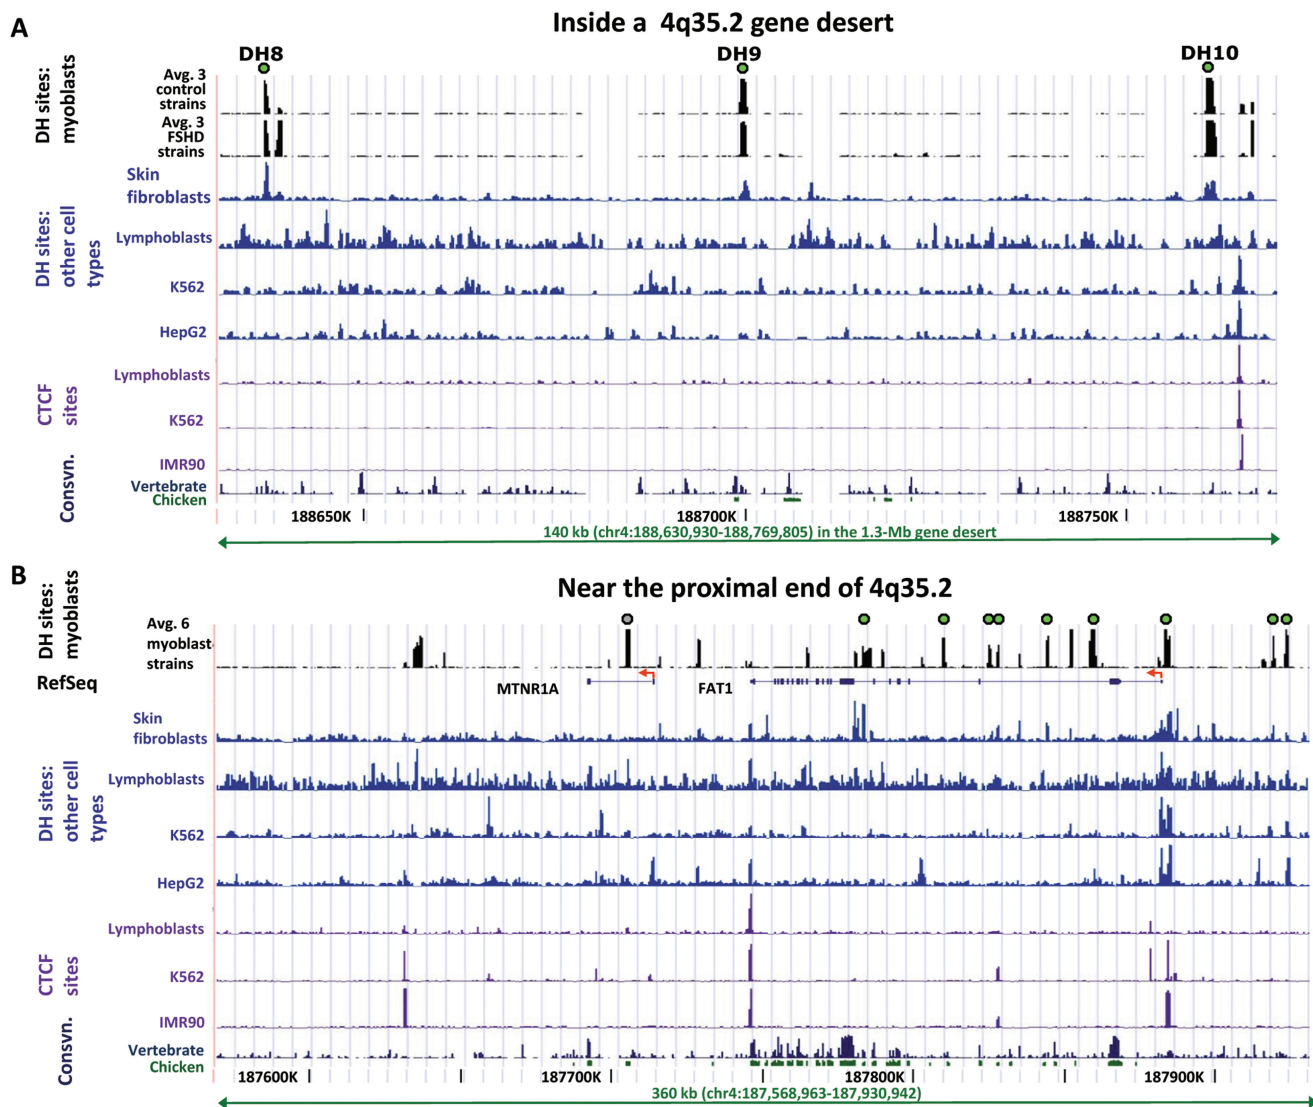 A
Inside a 4q35.2 gene desert
DH8
DH9
DH10
DH sites:
myoblasts
Avg. 3
control
strains
Avg. 3
FSHD
strains
DH sites:
other cell
types
Skin
fibroblasts
Lymphoblasts
K562
HepG2
CTCF
sites
Lymphoblasts
K562
IMR90
Consvn.
Vertebrate
Chicken
188650K
188700K
188750K
140 kb (chr4:188,630,930-188,769,805) in the 1.3-Mb gene desert
B
Near the proximal end of 4q35.2
DH sites:
myoblasts
Avg. 6
myoblast
strains
RefSeq
MTNR1A
FAT1
DH sites:
other cell
types
Skin
fibroblasts
Lymphoblasts
K562
HepG2
CTCF
sites
Lymphoblasts
K562
IMR90
Consvn.
Vertebrate
Chicken
187600K
187700K
187800K
187900K
360 kb (chr4:187,568,963-187,930,942)